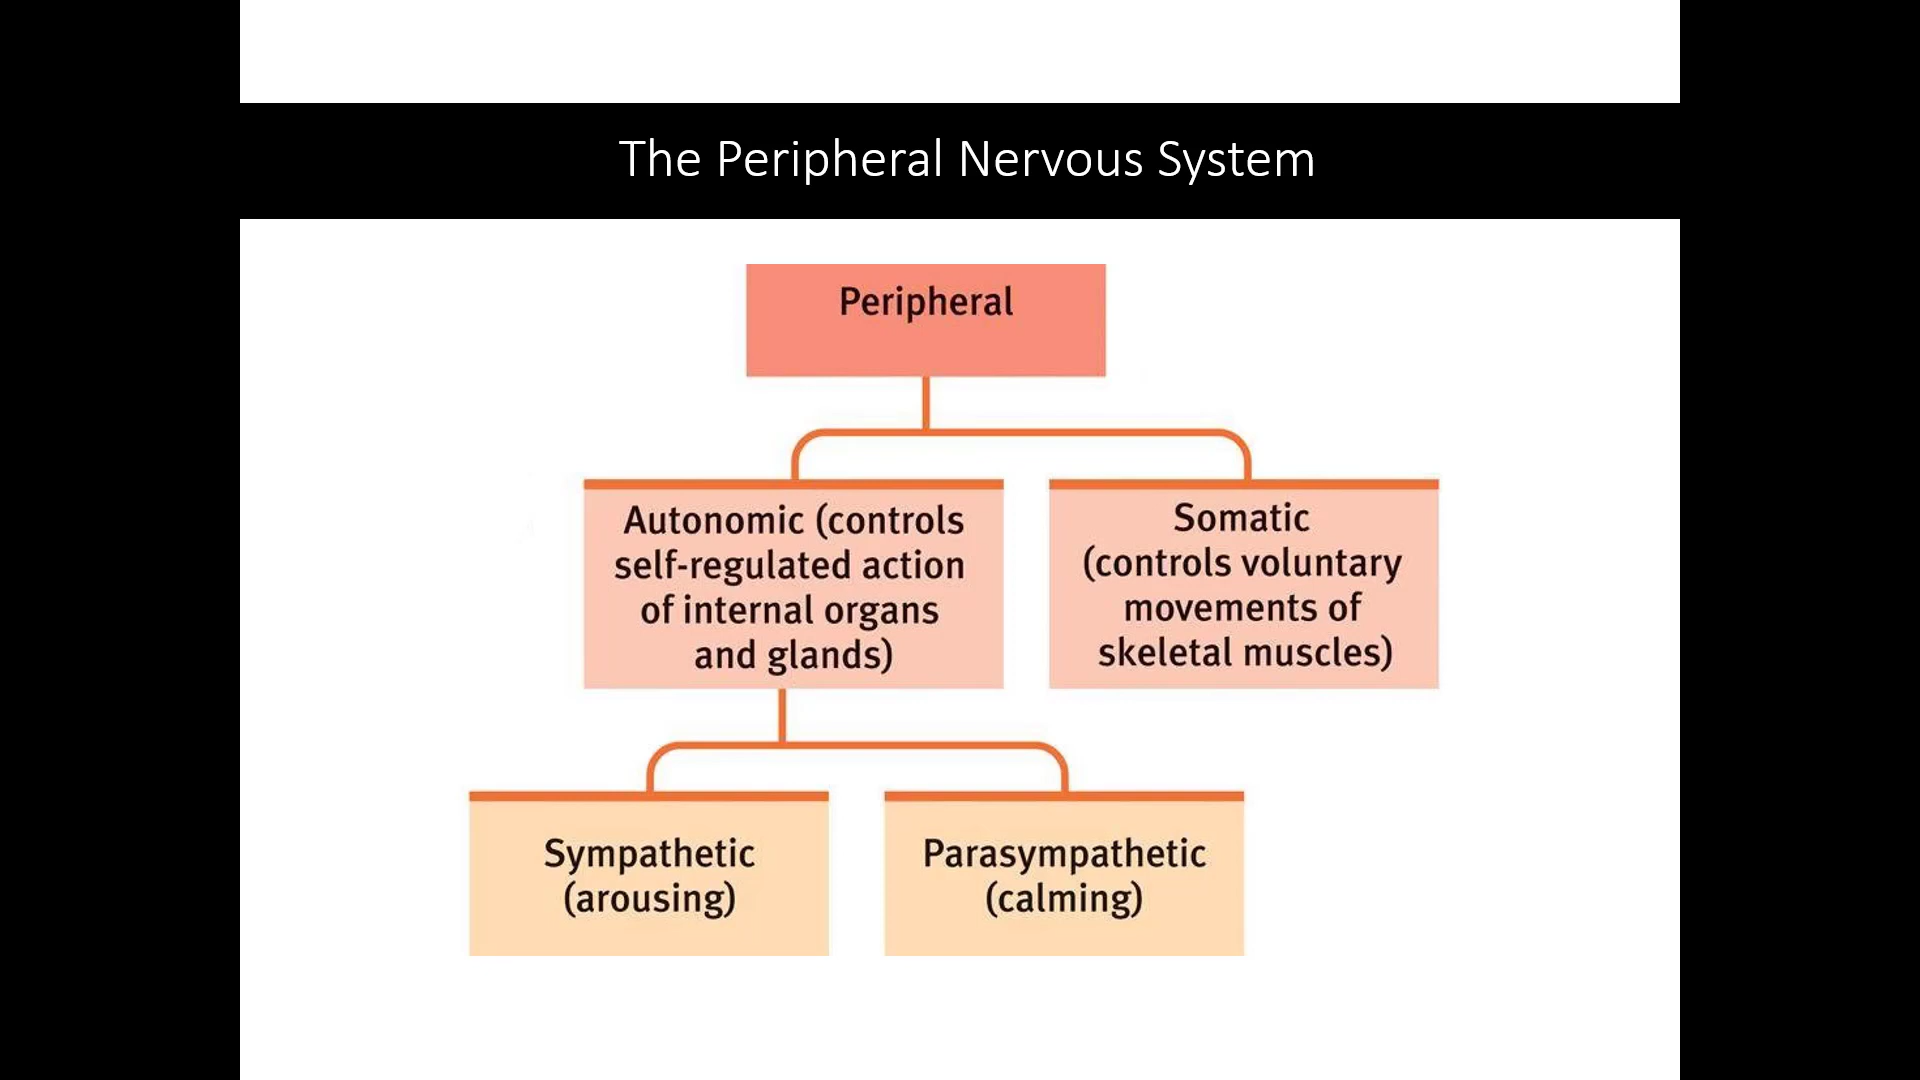 The Peripheral Nervous System
Peripheral
Autonomic (controls
self-regulated action
of internal organs
and glands)
Somatic
(controls voluntary
movements of
skeletal muscles)
Sympathetic
(arousing)
Parasympathetic
(calming)